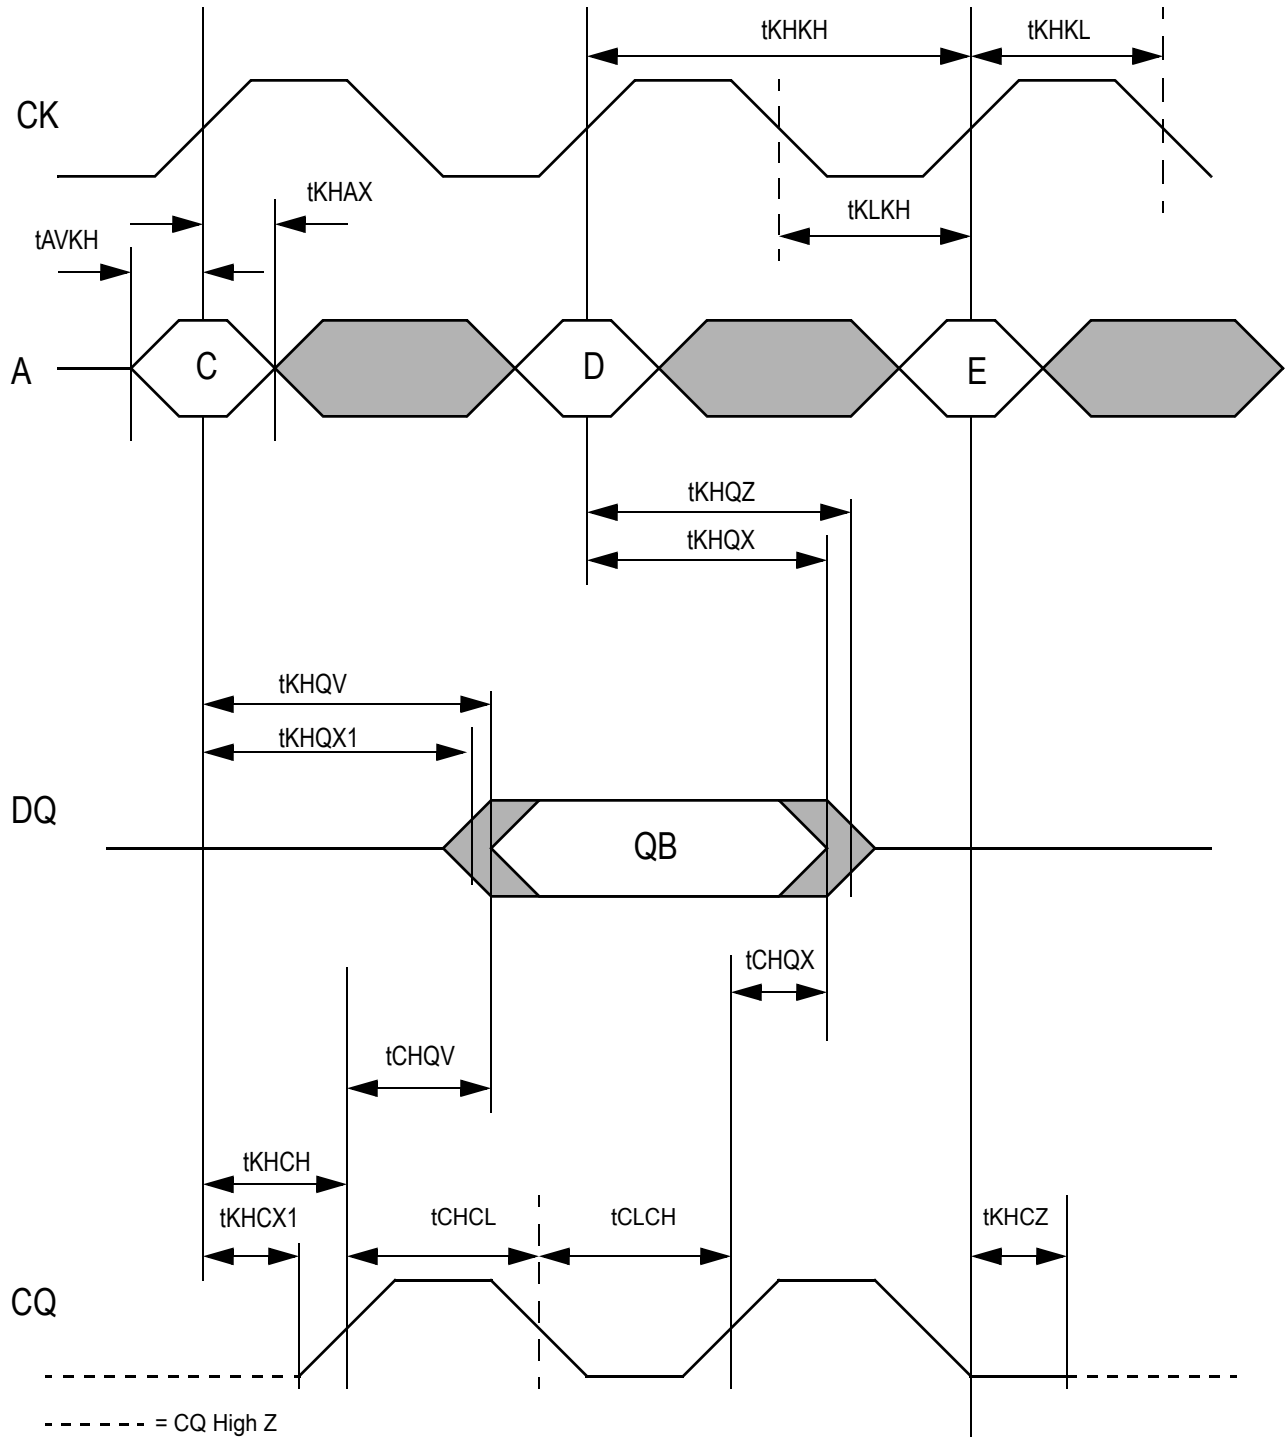 tKHKH
tKHKL
CK
tKHAX
tKLKH
tAVKH
A
C
D
E
tKHQZ
tKHQX
tKHQV
tKHQX1
DQ
QB
tCHQX
tCHQV
tKHCH
tKHCX1
tCHCL
tCLCH
tKHCZ
CQ
= CQ High Z